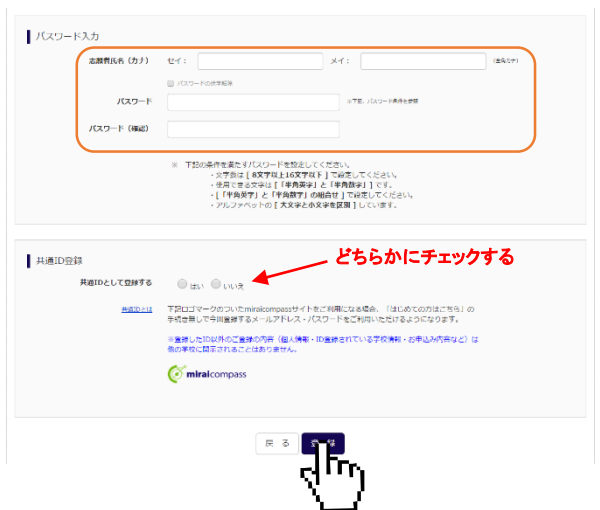 パスワード入力
志願者氏名（カナ） セイ： メイ： （全角カナ）
パスワードの伏字解除
パスワード ※下記、パスワード条件を参照
パスワード（確認）
※ 下記の条件を満たすパスワードを設定してください。
・文字数は [ 8文字以上16文字以下 ] で設定してください。
・使用できる文字は [「半角英字」と「半角数字」] です。
・[「半角英字」と「半角数字」の組合せ ] で設定してください。
・アルファベットの [ 大文字と小文字を区別 ] しています。
共通ID登録
どちらかにチェックする
共通IDとして登録する はい いいえ
共通IDとは 下記ロゴマークのついたmiraicompassサイトをご利用になる場合、「はじめての方はこちら」の
手続き無しで今回登録するメールアドレス・パスワードをご利用いただけるようになります。
※登録したID以外のご登録の内容（個人情報・ID登録されている学校情報・お申込み内容など）は
他の学校に開示されることはありません。
miraicompass
戻る 登録